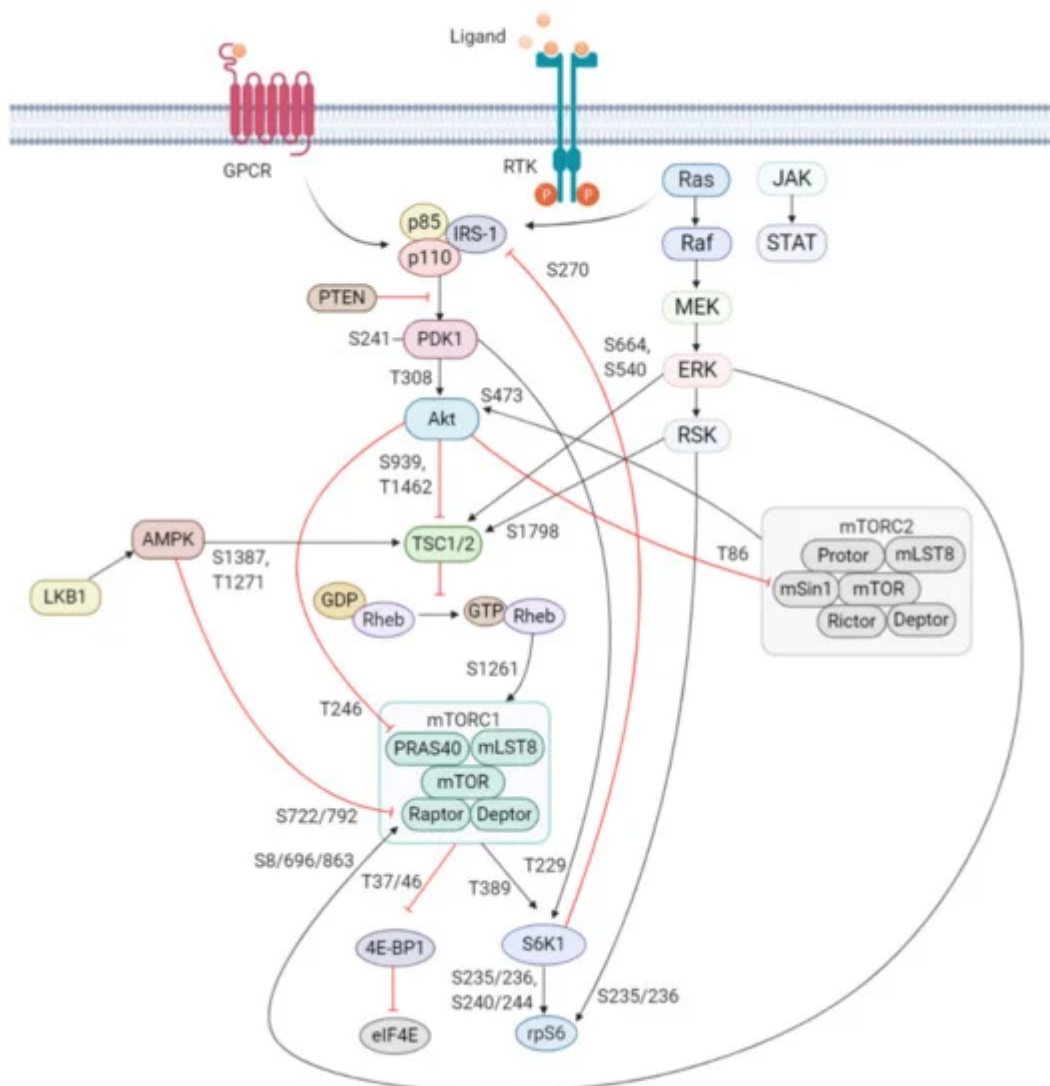 Ligand
GPCR
RTK
P
P
Ras
JAK
p85
IRS-1
p110
Raf
STAT
S270
PTEN
MEK
S241
PDK1
S664,
S540
ERK
T308
S473
Akt
RSK
S939,
T1462
AMPK
TSC1/2
S1798
mTORC2
Protor
mLST8
T86
S1387,
T1271
mSin1
mTOR
LKB1
GDP
Rheb
GTP
Rheb
Rictor
Deptor
S1261
T246
mTORC1
PRAS40
mLST8
mTOR
Raptor
Deptor
S722/792
S8/696/863
T37/46
T389
T229
4E-BP1
S6K1
S235/236,
S240/244
S235/236
eIF4E
rpS6